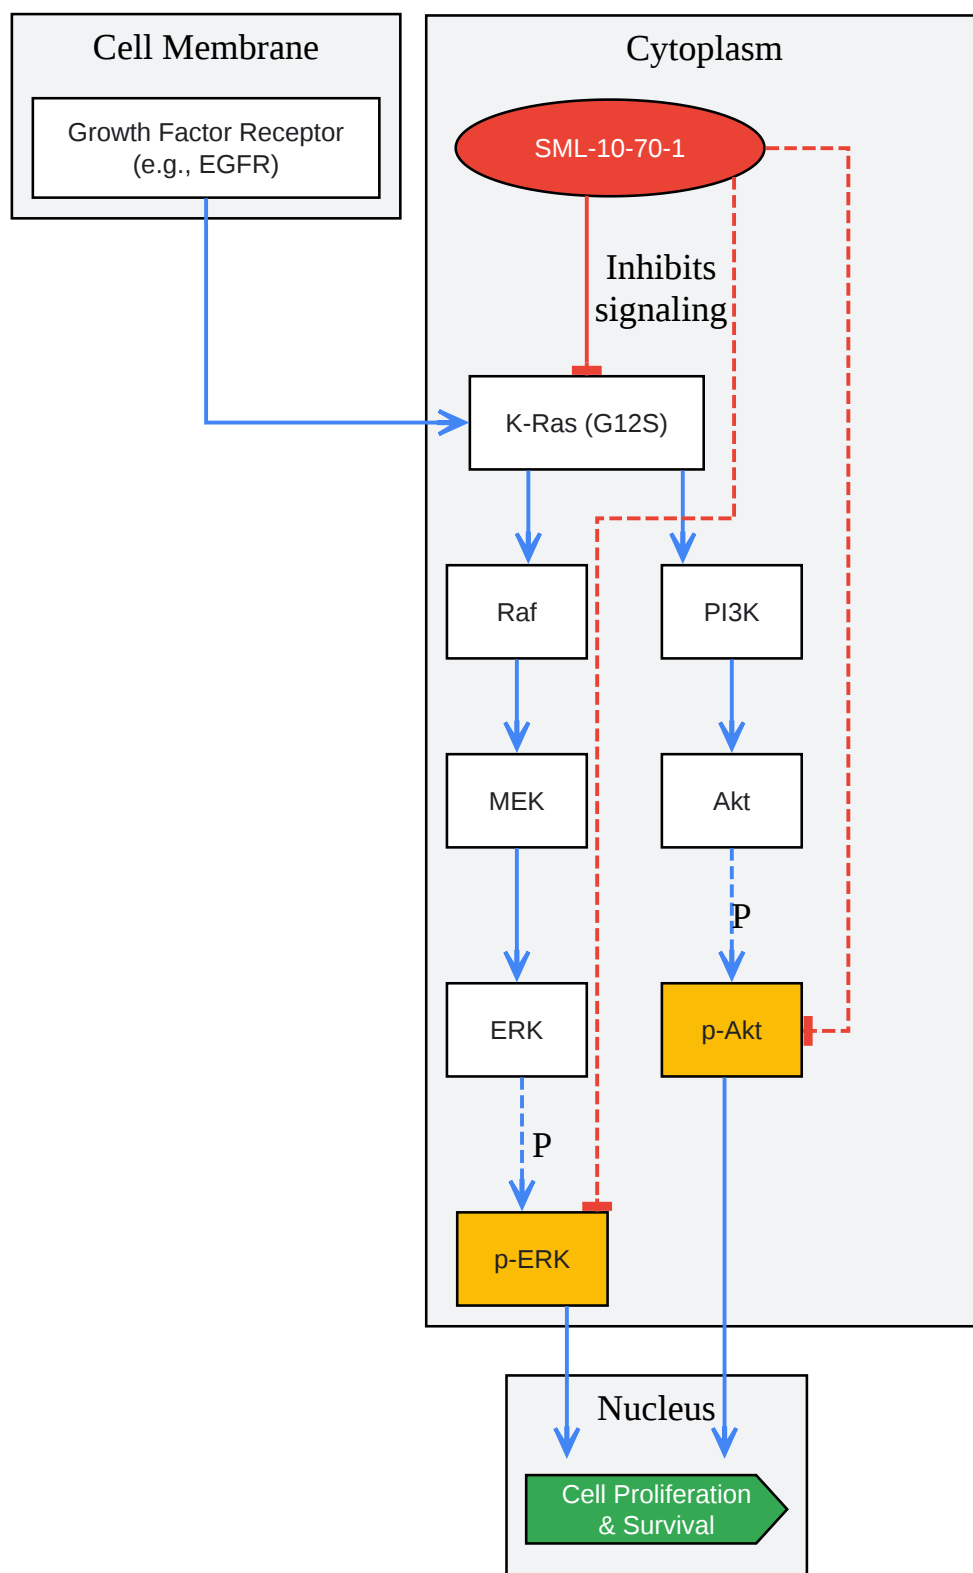 Cell Membrane
Growth Factor Receptor
(e.g., EGFR)
Cytoplasm
SML-10-70-1
Inhibits
signaling
K-Ras (G12S)
Raf
PI3K
MEK
Akt
P
ERK
p-Akt
P
p-ERK
Nucleus
Cell Proliferation
& Survival